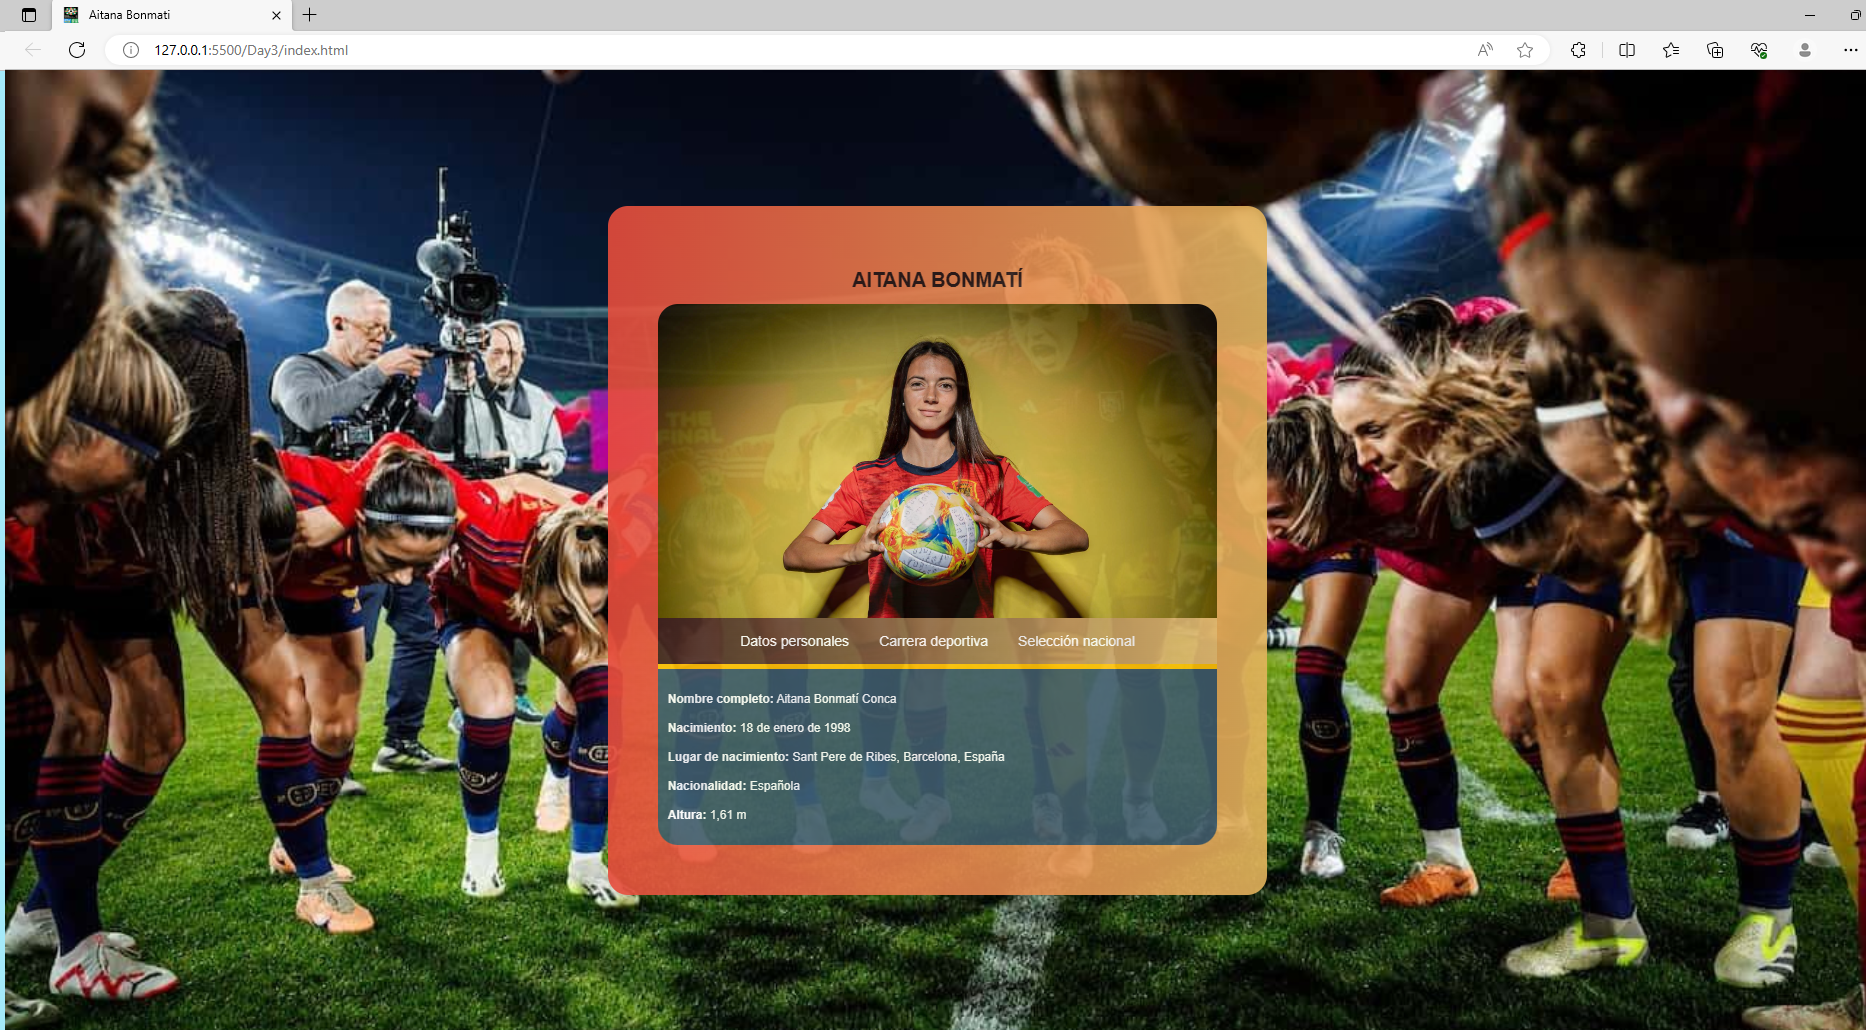 Aitana Bonmati
127.0.0.1:5500/Day3/index.html
AITANA BONMATÍ
THE
FINAL
Datos personales Carrera deportiva Selección nacional
Nombre completo: Aitana Bonmatí Conca
Nacimiento: 18 de enero de 1998
Lugar de nacimiento: Sant Pere de Ribes, Barcelona, España
Nacionalidad: Española
Altura: 1,61 m